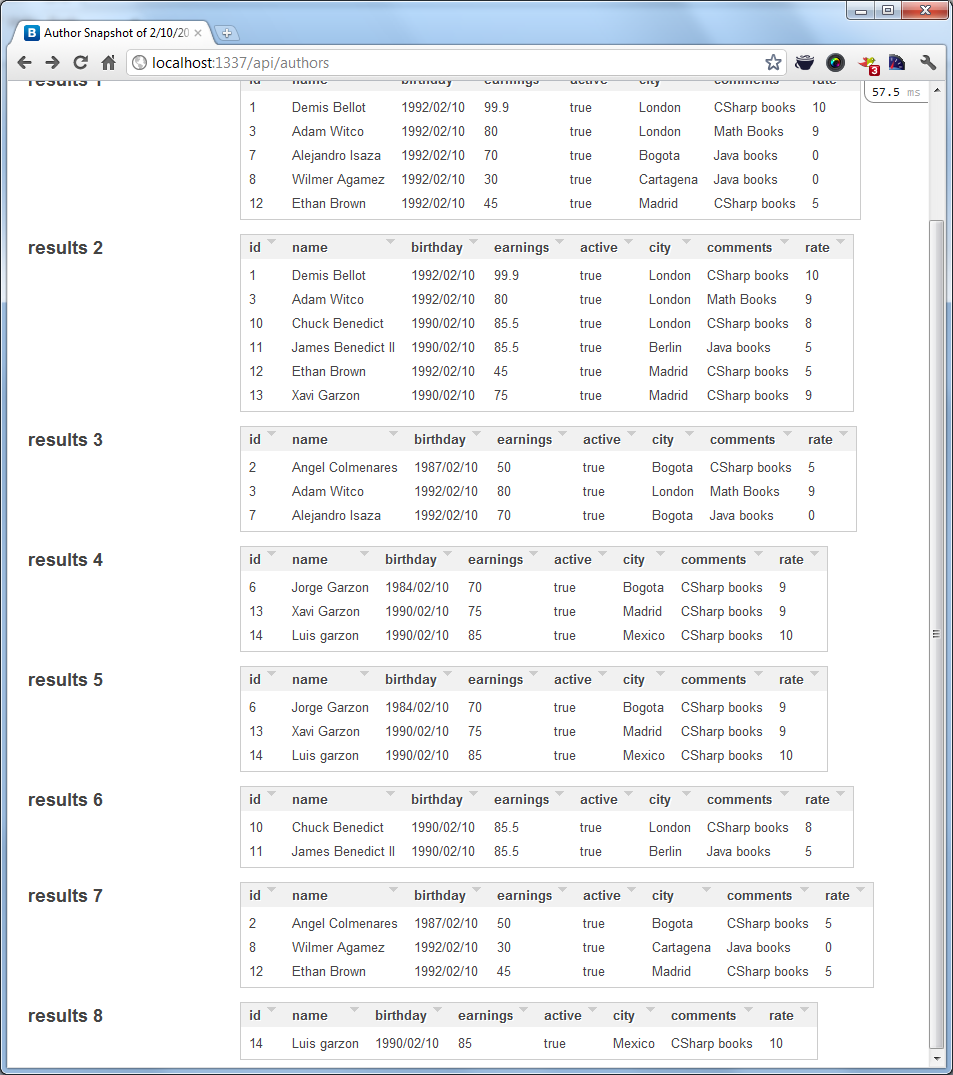 Author Snapshot of 2/10/20
localhost:1337/api/authors
3
57.5 ms
results 1
id name birthday earnings active city comments rate
1 Demis Bellot 1992/02/10 99.9 true London CSharp books 10
3 Adam Witco 1992/02/10 80 true London Math Books 9
7 Alejandro Isaza 1992/02/10 70 true Bogota Java books 0
8 Wilmer Agamez 1992/02/10 30 true Cartagena Java books 0
12 Ethan Brown 1992/02/10 45 true Madrid CSharp books 5
results 2
id name birthday earnings active city comments rate
1 Demis Bellot 1992/02/10 99.9 true London CSharp books 10
3 Adam Witco 1992/02/10 80 true London Math Books 9
10 Chuck Benedict 1990/02/10 85.5 true London CSharp books 8
11 James Benedict II 1990/02/10 85.5 true Berlin Java books 5
12 Ethan Brown 1992/02/10 45 true Madrid CSharp books 5
13 Xavi Garzon 1990/02/10 75 true Madrid CSharp books 9
results 3
id name birthday earnings active city comments rate
2 Angel Colmenares 1987/02/10 50 true Bogota CSharp books 5
3 Adam Witco 1992/02/10 80 true London Math Books 9
7 Alejandro Isaza 1992/02/10 70 true Bogota Java books 0
results 4
id name birthday earnings active city comments rate
6 Jorge Garzon 1984/02/10 70 true Bogota CSharp books 9
13 Xavi Garzon 1990/02/10 75 true Madrid CSharp books 9
14 Luis garzon 1990/02/10 85 true Mexico CSharp books 10
results 5
id name birthday earnings active city comments rate
6 Jorge Garzon 1984/02/10 70 true Bogota CSharp books 9
13 Xavi Garzon 1990/02/10 75 true Madrid CSharp books 9
14 Luis garzon 1990/02/10 85 true Mexico CSharp books 10
results 6
id name birthday earnings active city comments rate
10 Chuck Benedict 1990/02/10 85.5 true London CSharp books 8
11 James Benedict II 1990/02/10 85.5 true Berlin Java books 5
results 7
id name birthday earnings active city comments rate
2 Angel Colmenares 1987/02/10 50 true Bogota CSharp books 5
8 Wilmer Agamez 1992/02/10 30 true Cartagena Java books 0
12 Ethan Brown 1992/02/10 45 true Madrid CSharp books 5
results 8
id name birthday earnings active city comments rate
14 Luis garzon 1990/02/10 85 true Mexico CSharp books 10